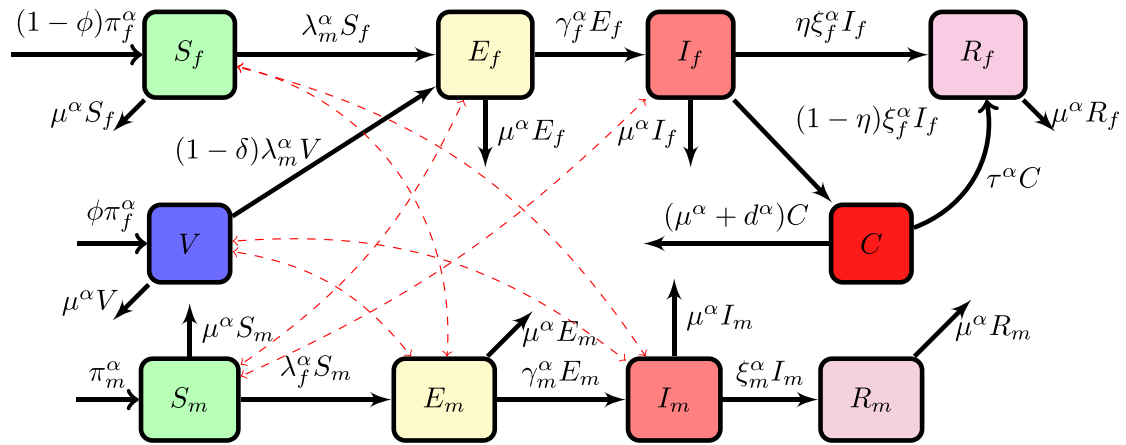 (1 − ϕ)π_f^α
S_f
λ_m^α S_f
E_f
γ_f^α E_f
I_f
ηξ_f^α I_f
R_f
μ^α S_f
μ^α E_f
μ^α I_f
(1 − η)ξ_f^α I_f
μ^α R_f
(1 − δ)λ_m^α V
τ^α C
ϕπ_f^α
V
(μ^α + d^α)C
C
μ^α V
μ^α S_m
μ^α E_m
μ^α I_m
μ^α R_m
π_m^α
S_m
λ_f^α S_m
E_m
γ_m^α E_m
I_m
ξ_m^α I_m
R_m